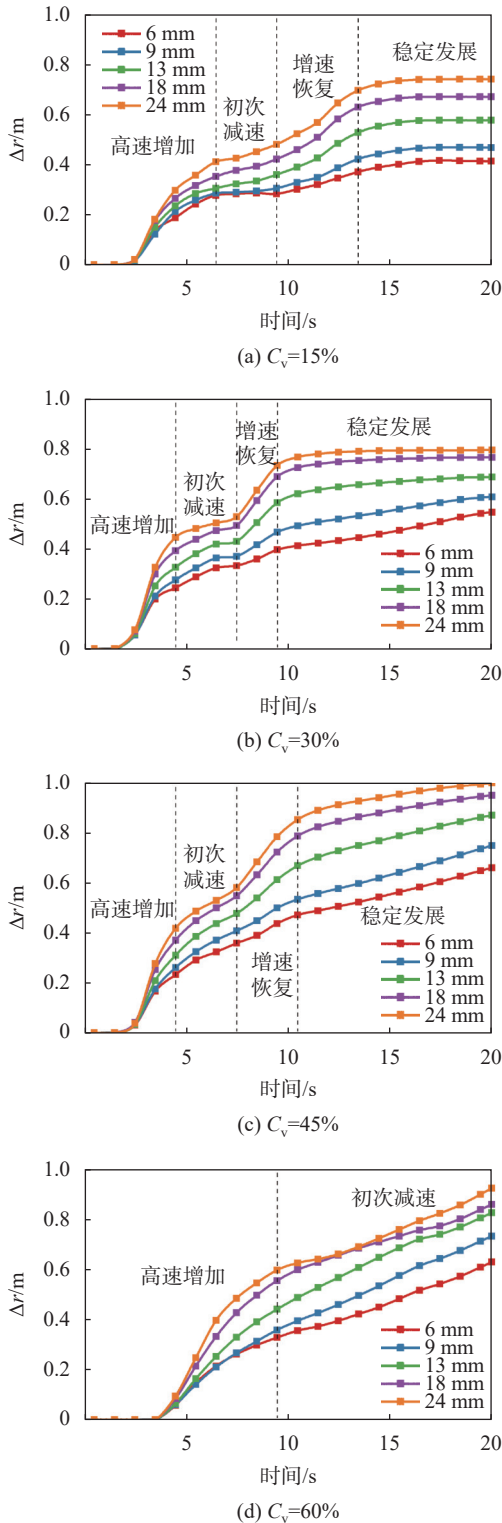 1.0
0.8
0.6
0.4
0.2
0
Δr/m
6 mm
9 mm
13 mm
18 mm
24 mm
高速增加
初次
减速
增速
恢复
稳定发展
5
10
15
20
时间/s
(a) Cv=15%
1.0
0.8
0.6
0.4
0.2
0
Δr/m
高速增加
初次
减速
增速
恢复
稳定发展
6 mm
9 mm
13 mm
18 mm
24 mm
5
10
15
20
时间/s
(b) Cv=30%
1.0
0.8
0.6
0.4
0.2
0
Δr/m
高速增加
初次
减速
增速
恢复
稳定发展
6 mm
9 mm
13 mm
18 mm
24 mm
5
10
15
20
时间/s
(c) Cv=45%
1.0
0.8
0.6
0.4
0.2
0
Δr/m
高速增加
初次减速
6 mm
9 mm
13 mm
18 mm
24 mm
5
10
15
20
时间/s
(d) Cv=60%